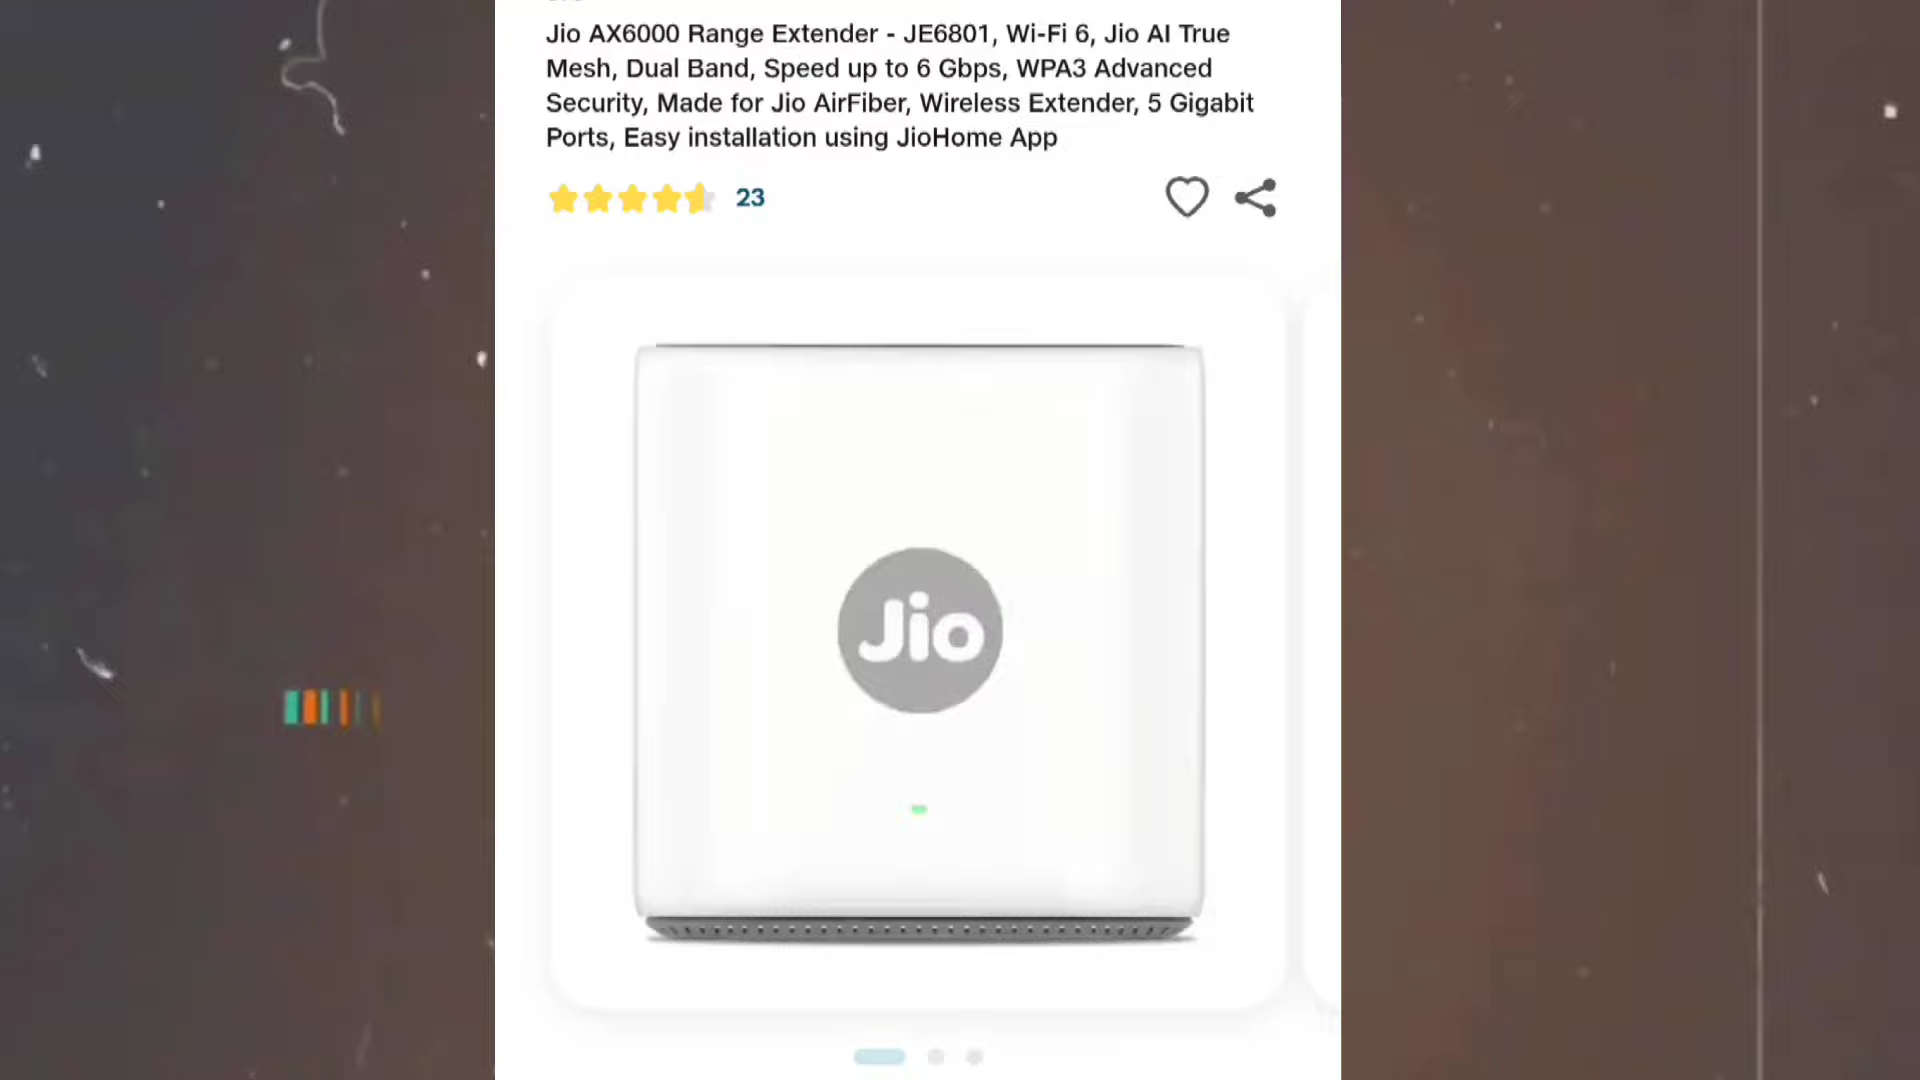 Jio AX6000 Range Extender - JE6801, Wi-Fi 6, Jio AI True
Mesh, Dual Band, Speed up to 6 Gbps, WPA3 Advanced
Security, Made for Jio AirFiber, Wireless Extender, 5 Gigabit
Ports, Easy installation using JioHome App
23
Jio